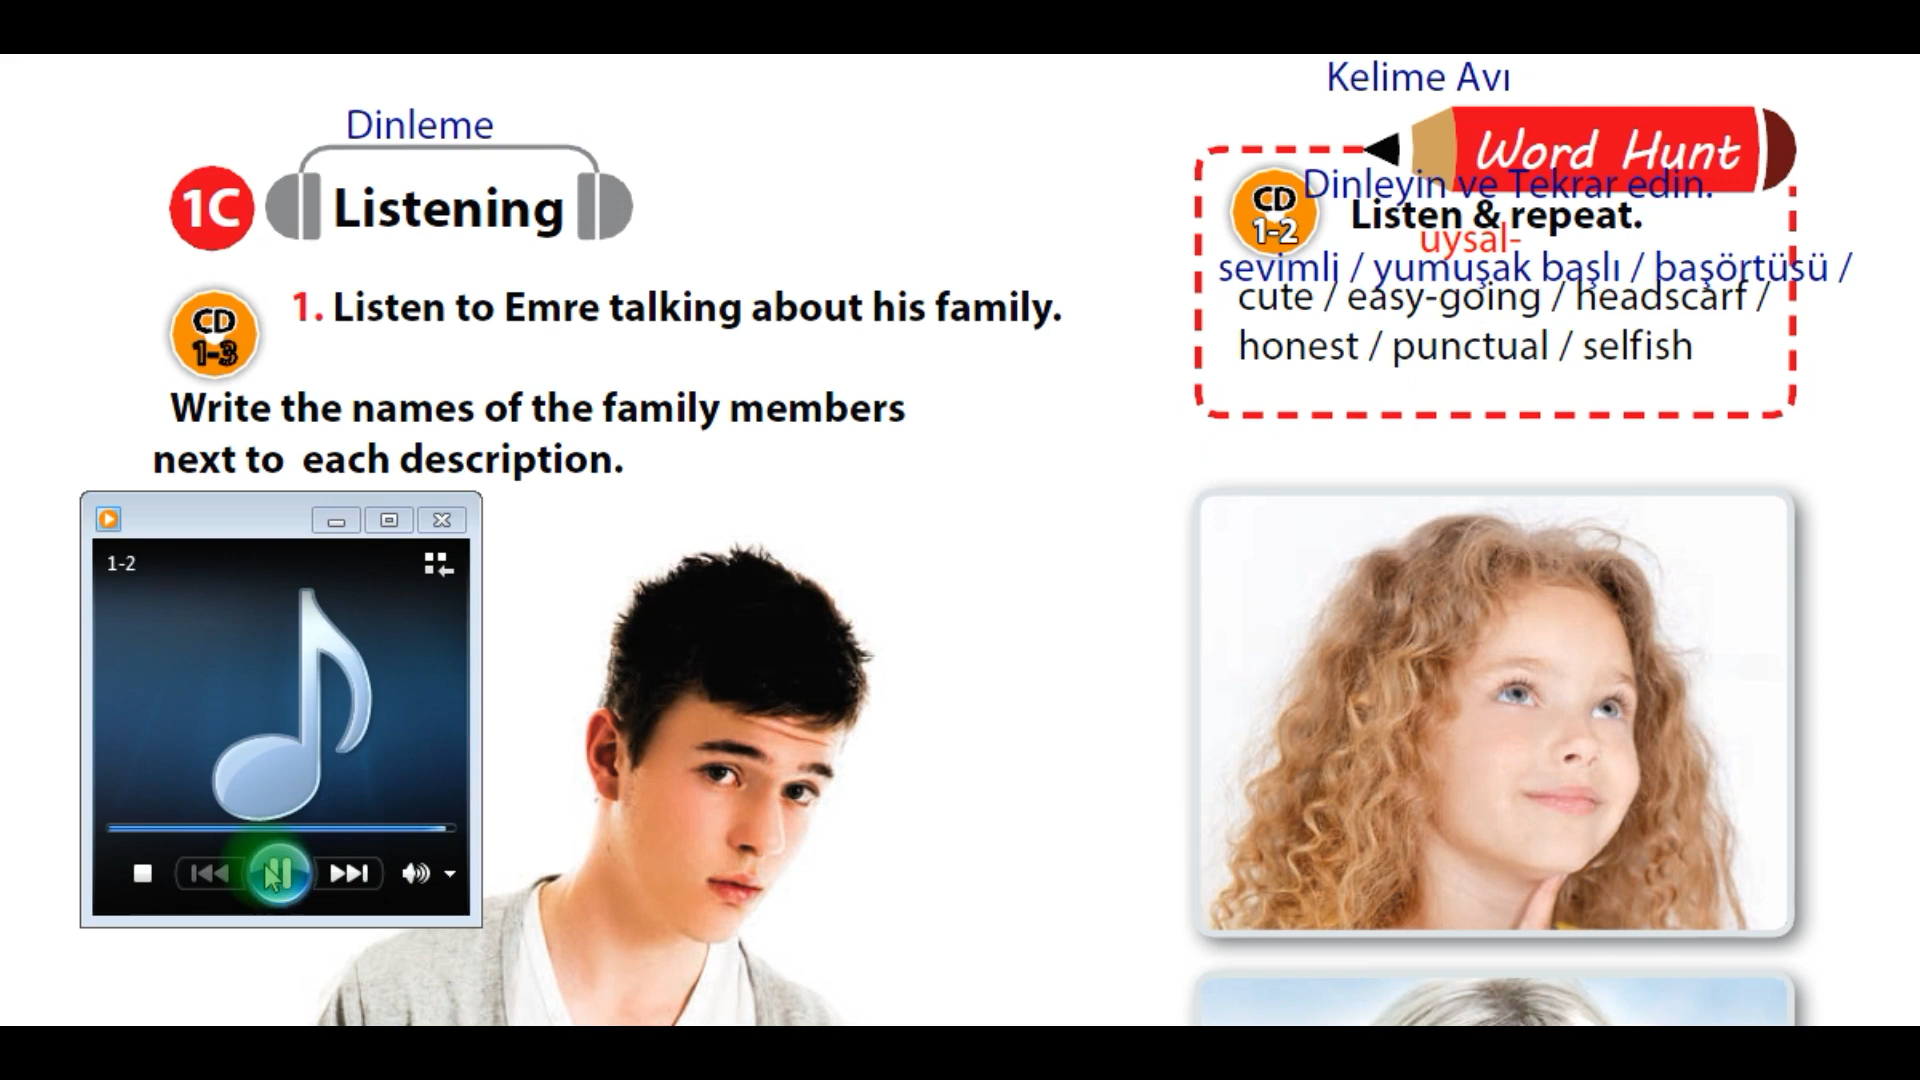 Dinleme
1C Listening
CD
1-3
1. Listen to Emre talking about his family.
Write the names of the family members
next to each description.
1-2
Kelime Avı
Word Hunt
Dinleyin ve Tekrar edin.
CD
1-2
Listen & repeat.
uysal-
sevimli / yumuşak başlı / başörtüsü /
cute / easy-going / headscarf /
honest / punctual / selfish